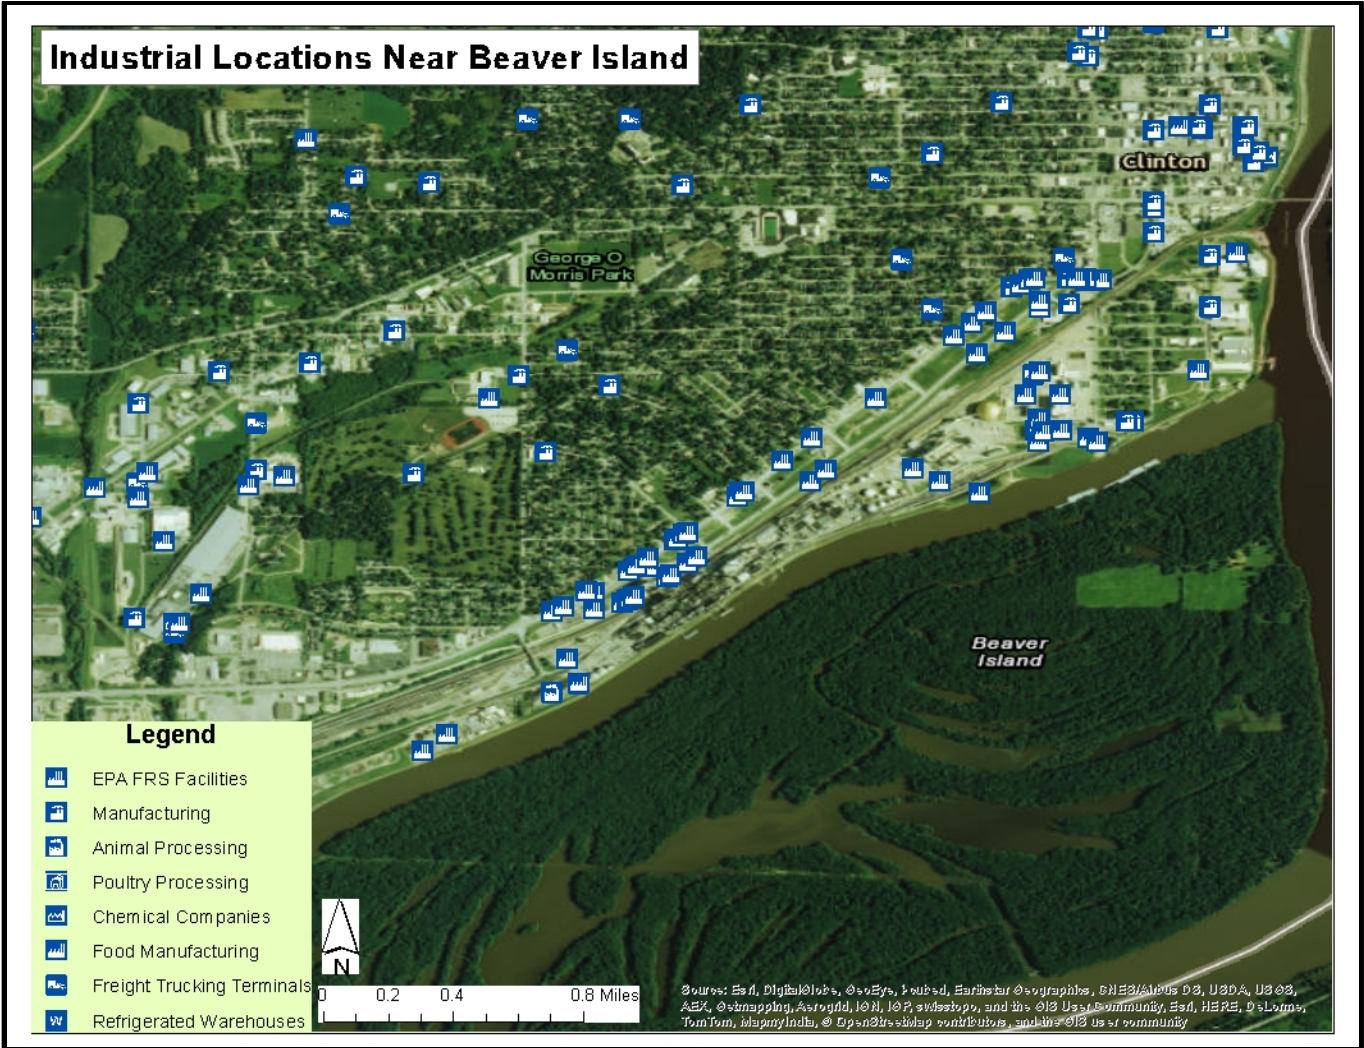 Industrial Locations Near Beaver Island
Clinton
George O
Morris Park
Beaver
Island
Legend
EPA FRS Facilities
Manufacturing
Animal Processing
Poultry Processing
Chemical Companies
Food Manufacturing
Freight Trucking Terminals
Refrigerated Warehouses
N
0 0.2 0.4 0.8 Miles
Source: Esri, DigitalGlobe, GeoEye, i-cubed, Earthstar Geographics, CNES/Airbus DS, USDA, USGS,
AEX, Getmapping, Aerogrid, IGN, IGP, swisstopo, and the GIS User Community, Esri, HERE, DeLorme,
TomTom, MapmyIndia, © OpenStreetMap contributors, and the GIS user community